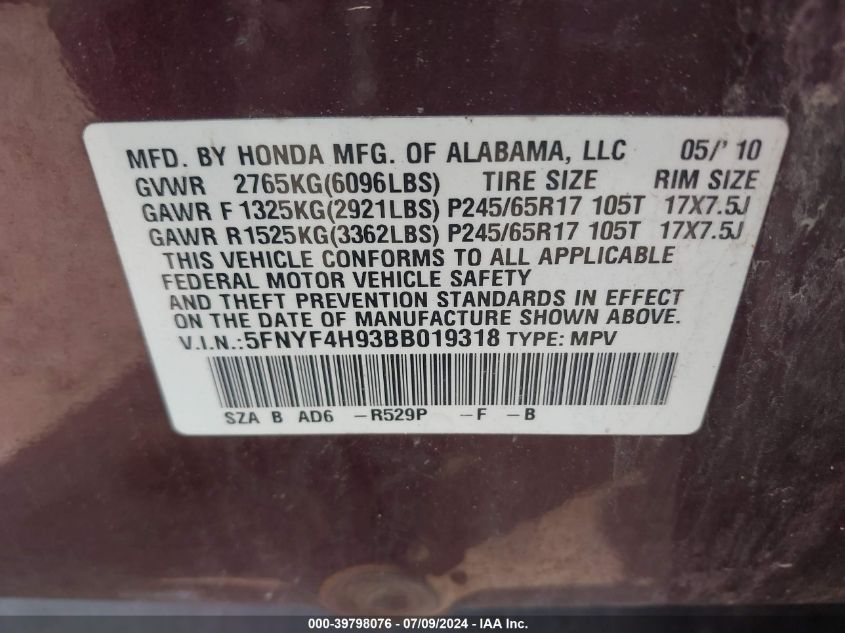 MFD. BY HONDA MFG. OF ALABAMA, LLC 05/' 10
GVWR 2765KG(6096LBS) TIRE SIZE RIM SIZE
GAWR F 1325KG(2921LBS) P245/65R17 105T 17X7.5J
GAWR R1525KG(3362LBS) P245/65R17 105T 17X7.5J
THIS VEHICLE CONFORMS TO ALL APPLICABLE
FEDERAL MOTOR VEHICLE SAFETY
AND THEFT PREVENTION STANDARDS IN EFFECT
ON THE DATE OF MANUFACTURE SHOWN ABOVE.
V.I.N.:5FNYF4H93BB019318 TYPE: MPV
SZA B AD6 -R529P -F -B
000-39798076 / 07/09/2024 - IAA Inc.